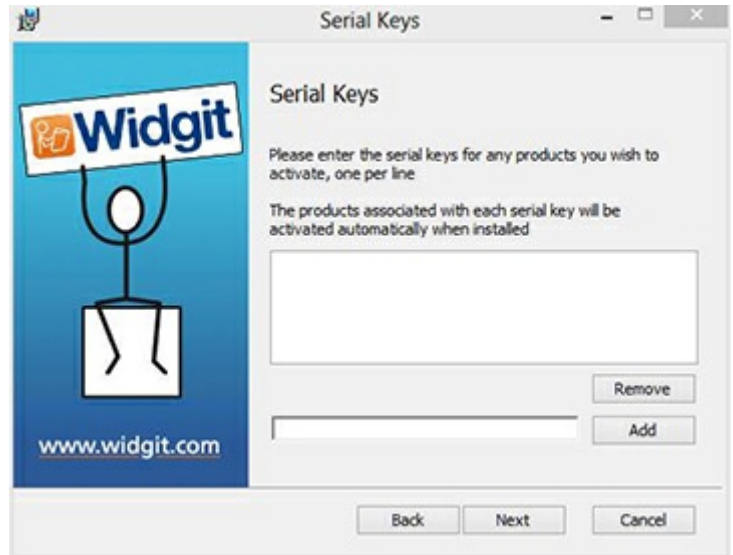 Serial Keys
Widgit
Serial Keys
Please enter the serial keys for any products you wish to
activate, one per line
The products associated with each serial key will be
activated automatically when installed
Remove
Add
www.widgit.com
Back Next Cancel